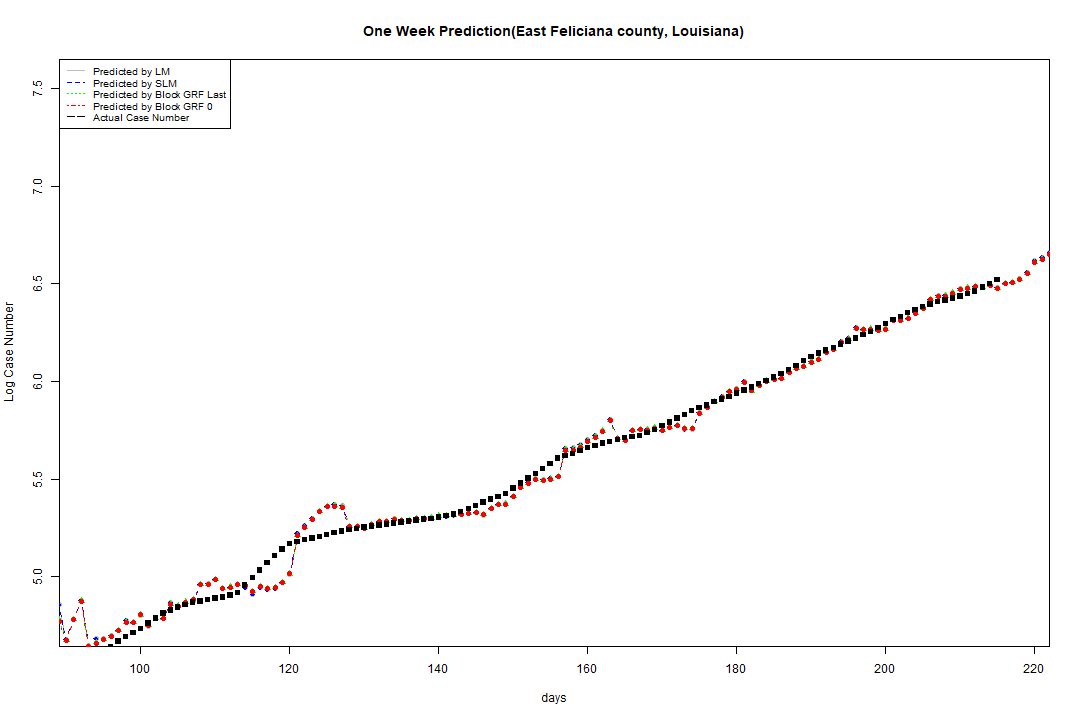 One Week Prediction(East Feliciana county, Louisiana)
Predicted by LM
Predicted by SLM
Predicted by Block GRF Last
Predicted by Block GRF 0
Actual Case Number
7.5
7.0
6.5
6.0
5.5
5.0
Log Case Number
100 120 140 160 180 200 220
days